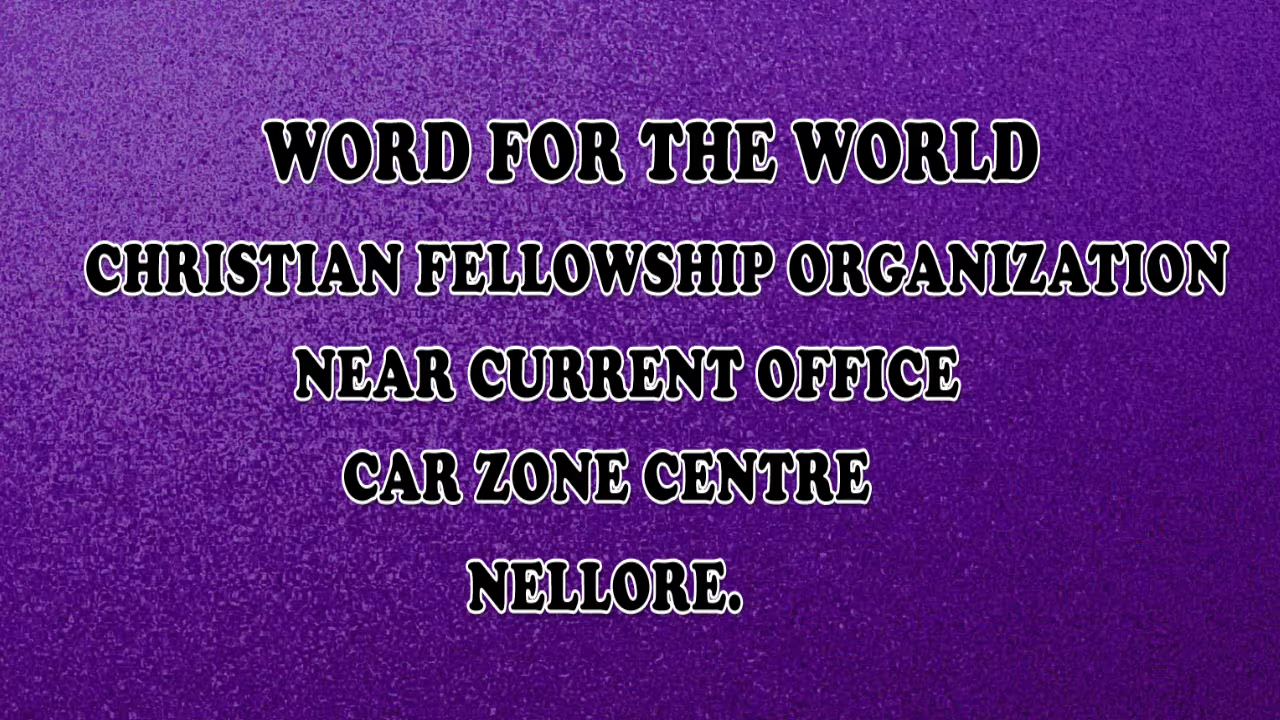 WORD FOR THE WORLD
CHRISTIAN FELLOWSHIP ORGANIZATION
NEAR CURRENT OFFICE
CAR ZONE CENTRE
NELLORE.